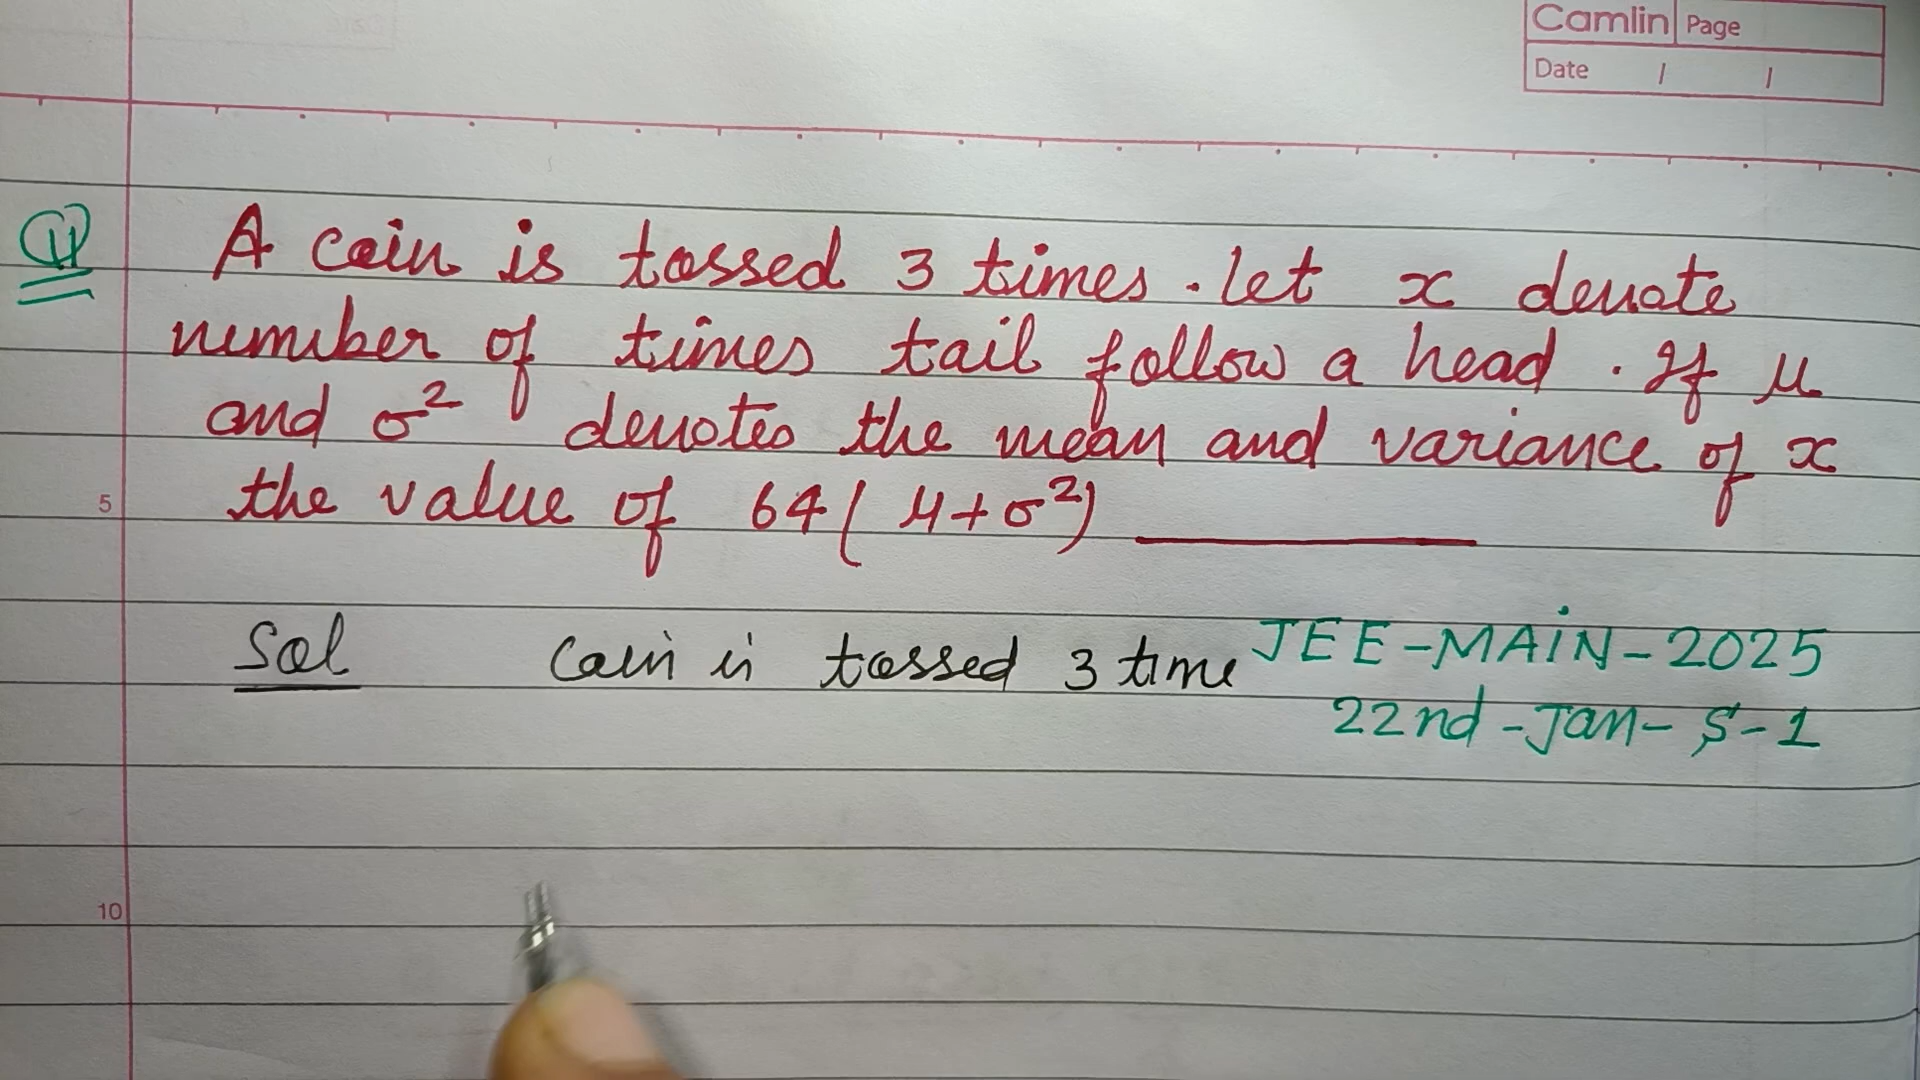 Camlin Page
Date / /
Q A coin is tossed 3 times. let x denote
number of times tail follow a head. If μ
and σ² denotes the mean and variance of x
5 the value of 64(μ+σ²) ______
Sol Coin is tossed 3 time JEE-MAIN-2025
22nd-Jan-S-1
10